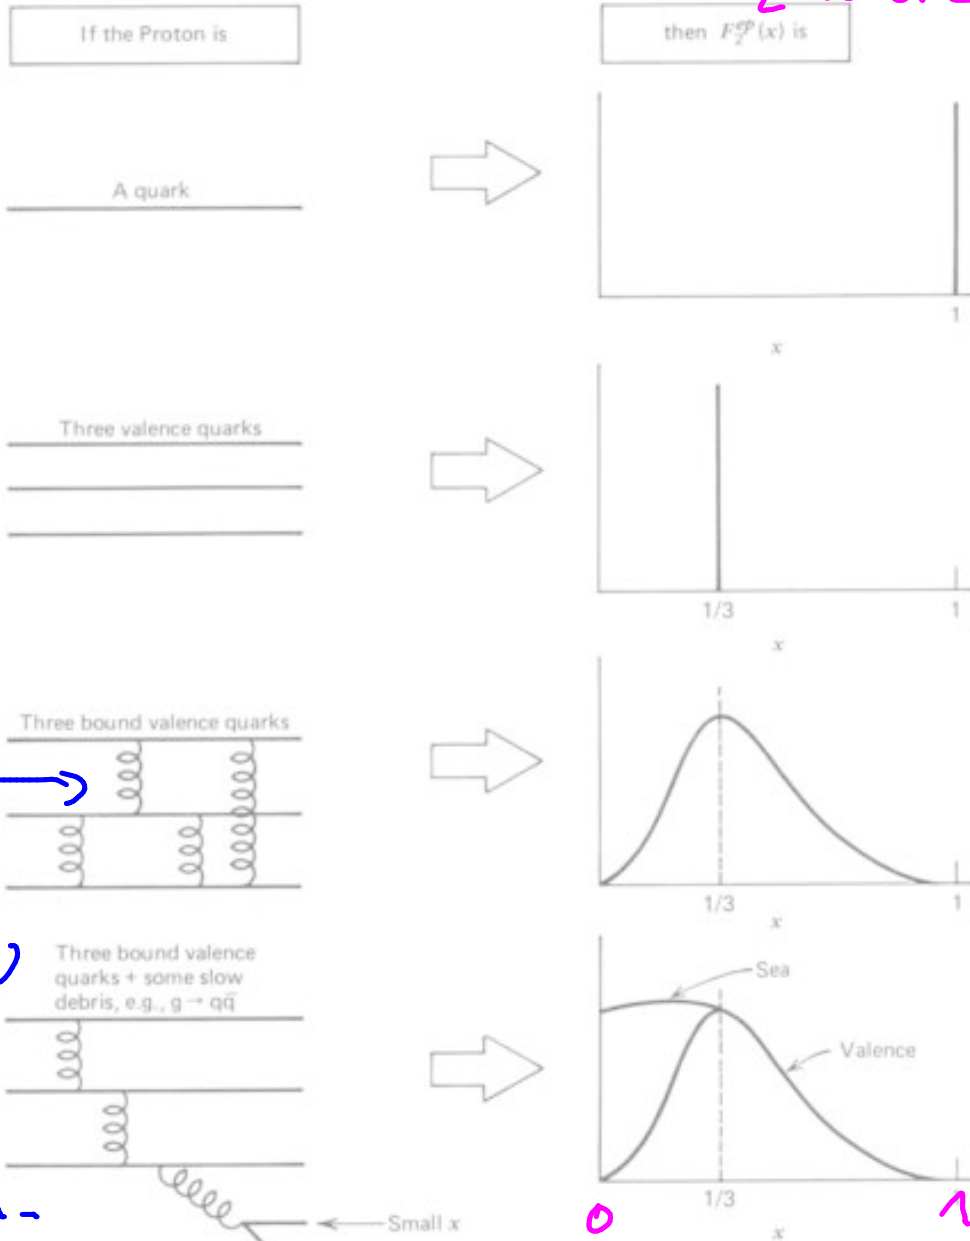 If the Proton is
then F₂ᵉᵖ(x) is
A quark
1
x
Three valence quarks
1/3
1
x
Three bound valence quarks
1/3
1
x
Three bound valence
quarks + some slow
debris, e.g., g → qq̄
Sea
Valence
1/3
0
1
x
Small x